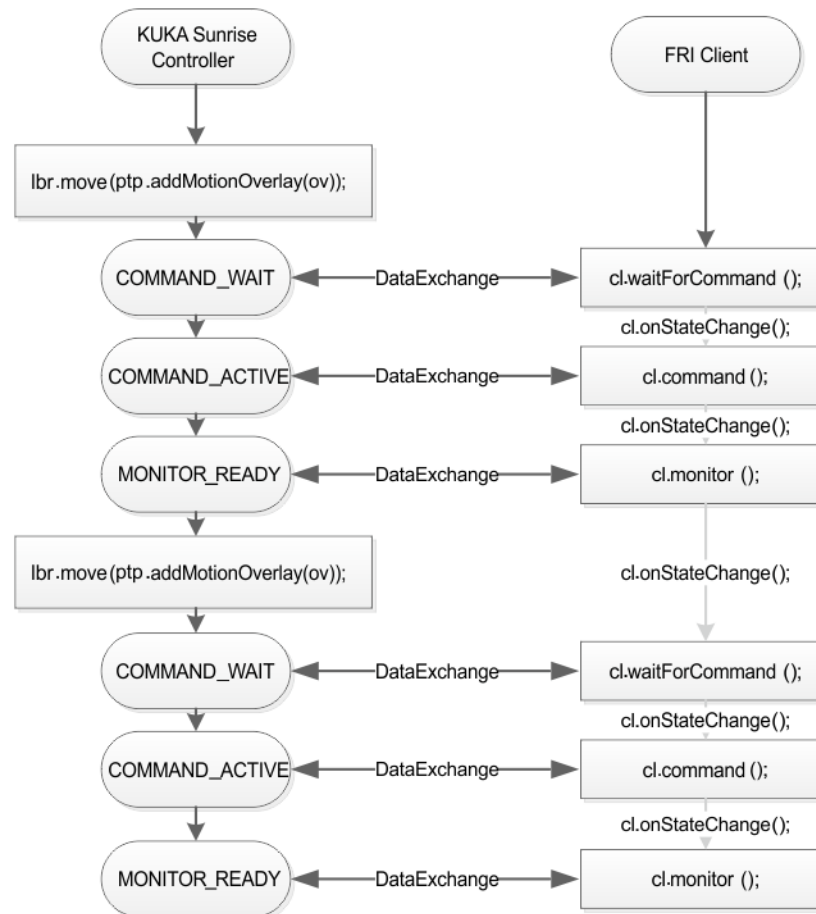 KUKA Sunrise
Controller
FRI Client
lbr.move(ptp.addMotionOverlay(ov));
COMMAND_WAIT
DataExchange
cl.waitForCommand ();
cl.onStateChange();
COMMAND_ACTIVE
DataExchange
cl.command ();
cl.onStateChange();
MONITOR_READY
DataExchange
cl.monitor ();
lbr.move(ptp.addMotionOverlay(ov));
cl.onStateChange();
COMMAND_WAIT
DataExchange
cl.waitForCommand ();
cl.onStateChange();
COMMAND_ACTIVE
DataExchange
cl.command ();
cl.onStateChange();
MONITOR_READY
DataExchange
cl.monitor ();